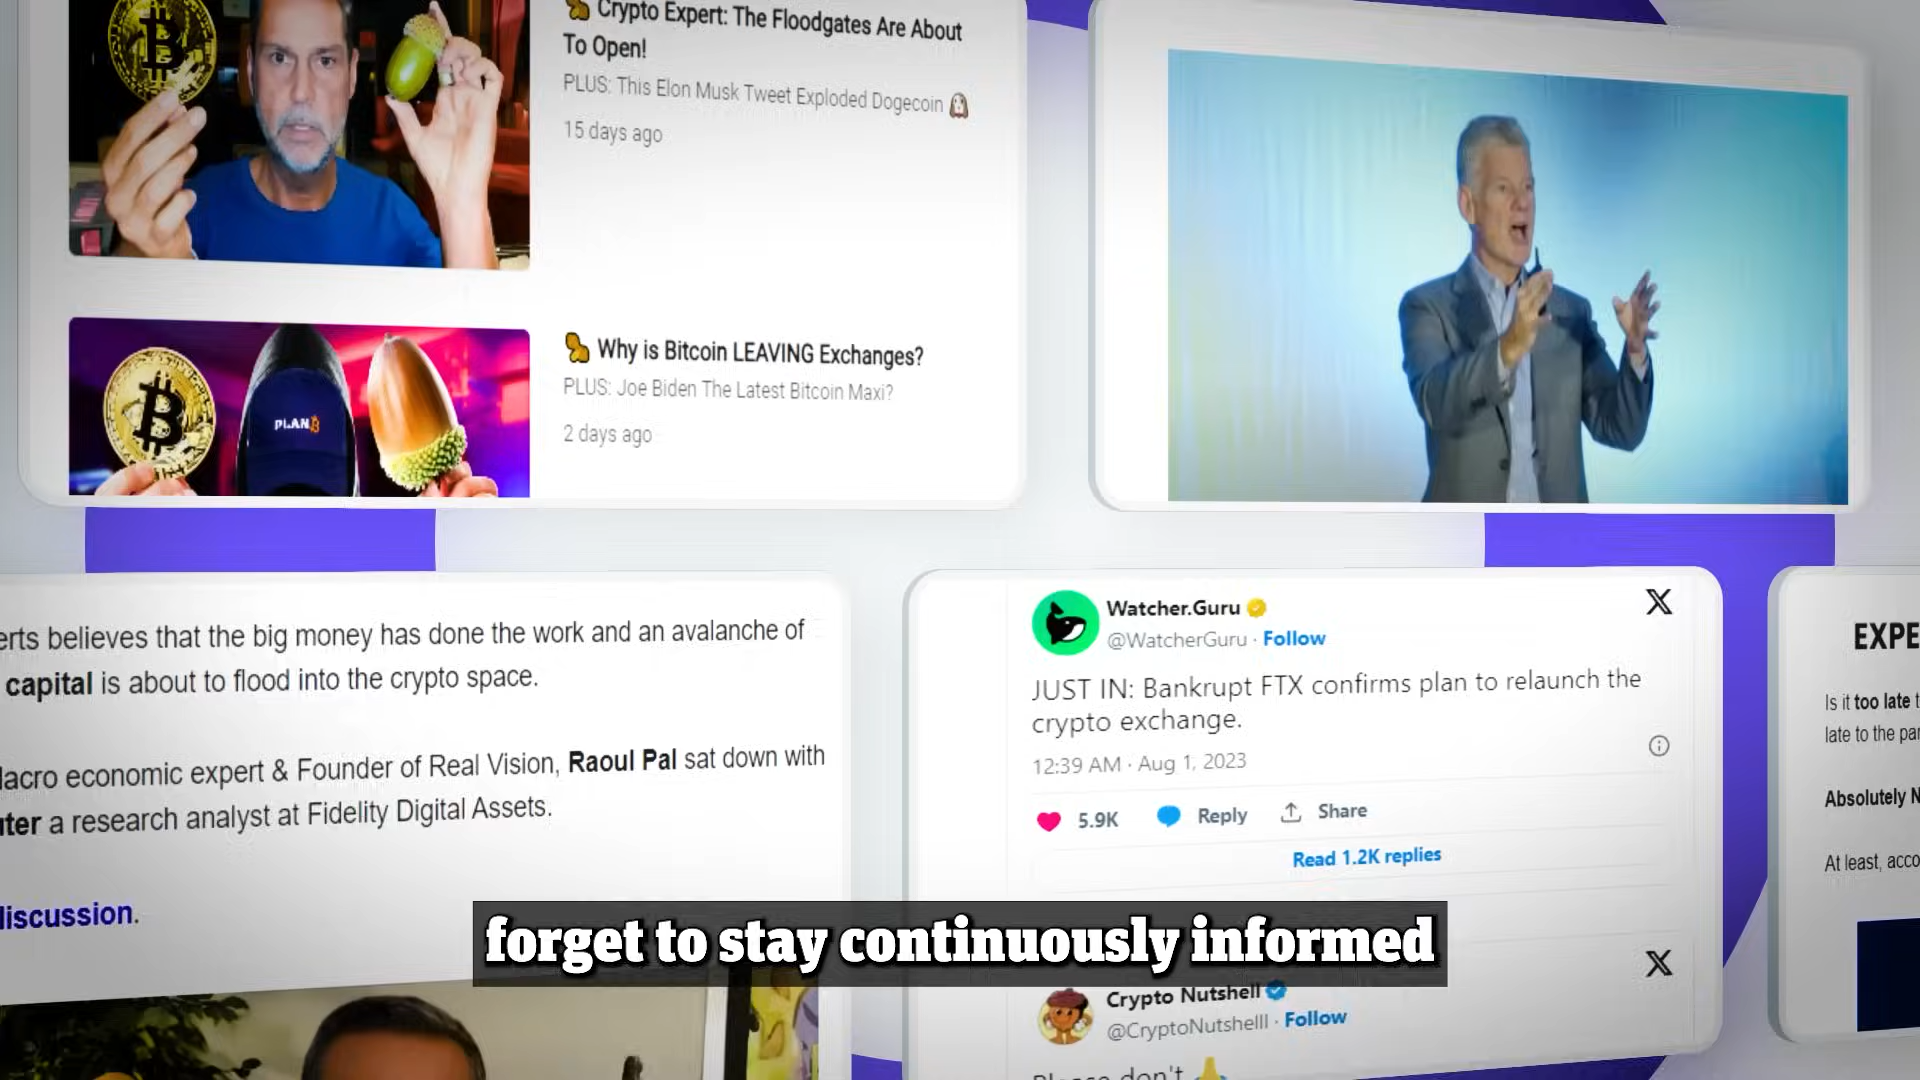 Crypto Expert: The Floodgates Are About
To Open!
PLUS: This Elon Musk Tweet Exploded Dogecoin
15 days ago
PLAN
Why is Bitcoin LEAVING Exchanges?
PLUS: Joe Biden The Latest Bitcoin Maxi?
2 days ago
believes that the big money has done the work and an avalanche of
capital is about to flood into the crypto space.
economic expert & Founder of Real Vision, Raoul Pal sat down with
a research analyst at Fidelity Digital Assets.
discussion.
Watcher.Guru
@WatcherGuru · Follow
JUST IN: Bankrupt FTX confirms plan to relaunch the
crypto exchange.
12:39 AM · Aug 1, 2023
5.9K Reply Share
Read 1.2K replies
Crypto Nutshell
@CryptoNutshelll · Follow
Please don't
Is it too late
late to the
Absolutely
At least,
forget to stay continuously informed